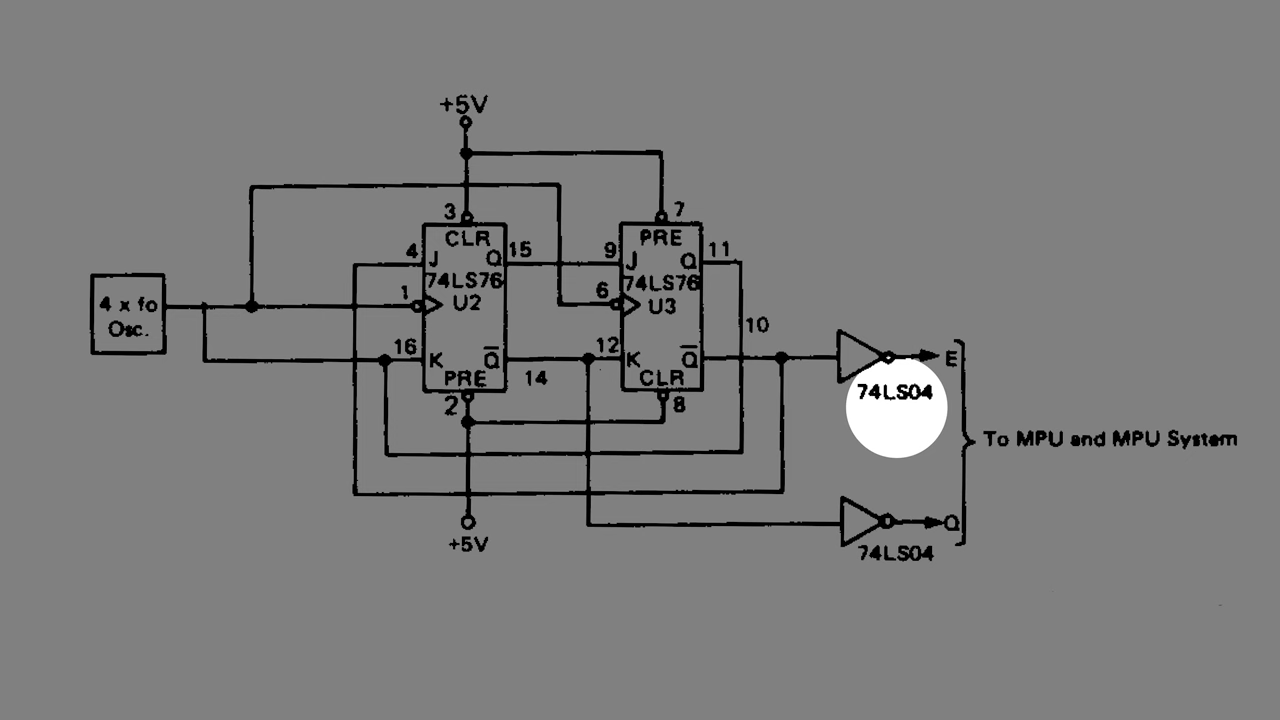 +5V
3
7
CLR
PRE
4
J
Q
15
9
J
Q
11
74LS76
74LS76
4 x fo
Osc.
1
U2
6
U3
10
16
K
Q̅
12
K
Q̅
E
PRE
14
CLR
74LS04
2
8
To MPU and MPU System
+5V
Q
74LS04